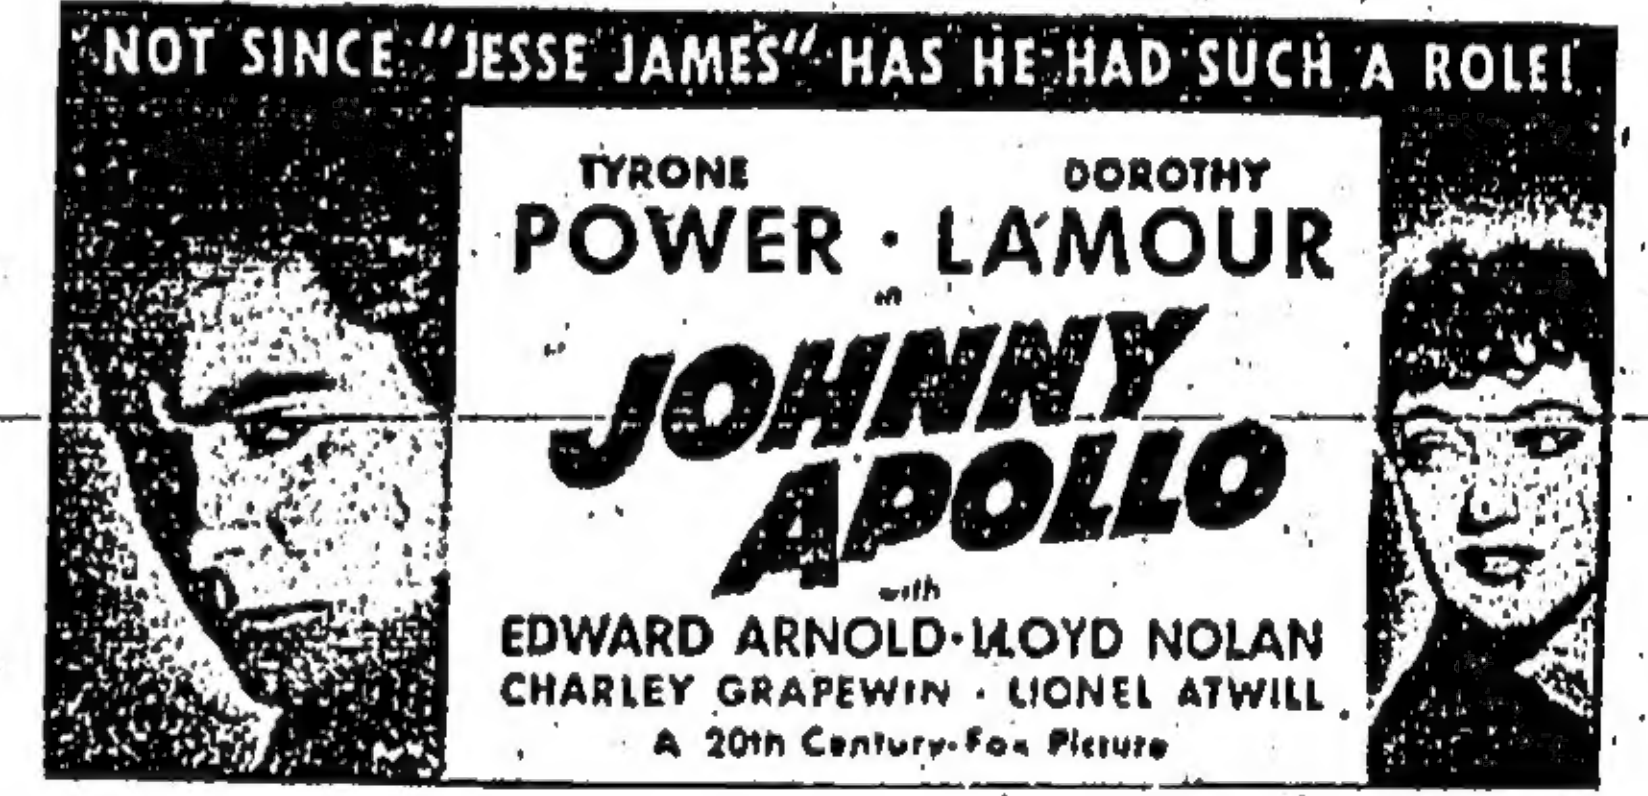 NOT SINCE "JESSE JAMES" HAS HE HAD SUCH A ROLE!
TYRONE DOROTHY
POWER · LAMOUR
in
JOHNNY
APOLLO
with
EDWARD ARNOLD · LLOYD NOLAN
CHARLEY GRAPEWIN · LIONEL ATWILL
A 20th Century-Fox Picture